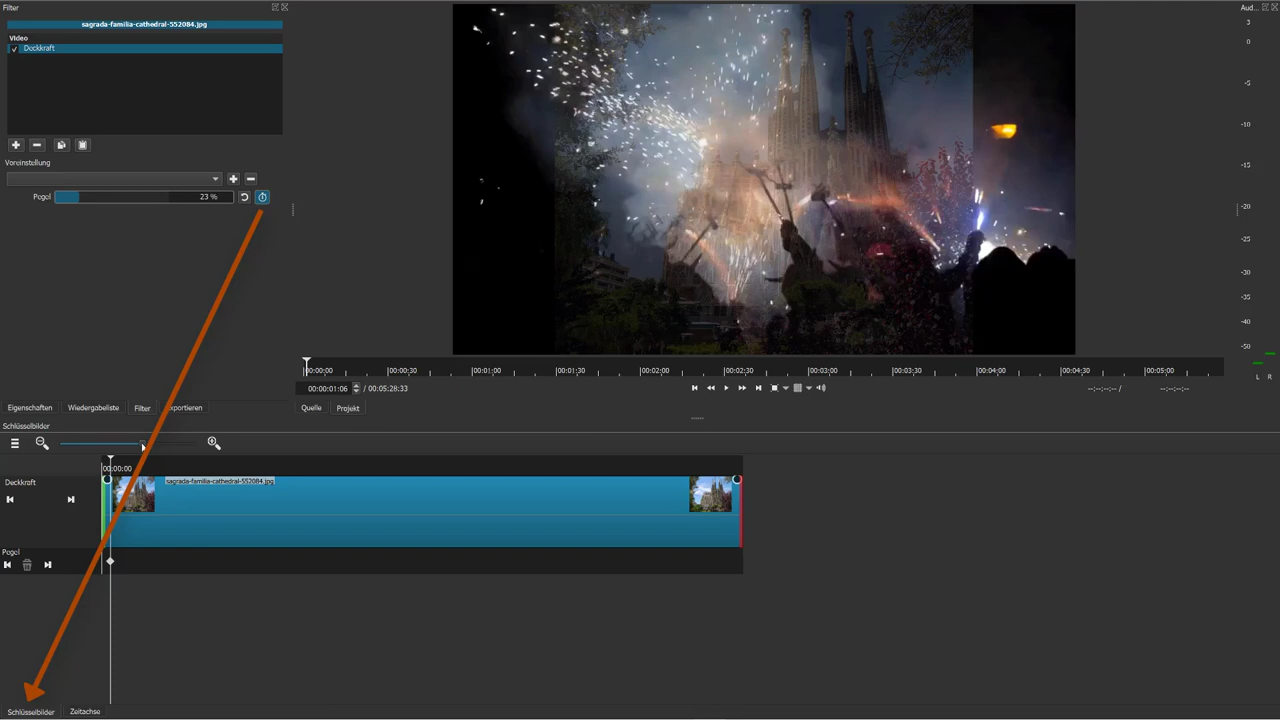 Filter
sagrada-familia-cathedral-552084.jpg
Video
Deckkraft
Voreinstellung
Pegel 23 %
Eigenschaften Wiedergabeliste Filter Exportieren
Aud...
3
0
-5
-10
-15
-20
-25
-30
-35
-40
-50
L R
00:00:00 00:00:30 00:01:00 00:01:30 00:02:00 00:02:30 00:03:00 00:03:30 00:04:00 00:04:30 00:05:00
00:00:01:06 / 00:05:28:33
--:--:--:-- / --:--:--:--
Quelle Projekt
Schlüsselbilder
00:00:00
Deckkraft
sagrada-familia-cathedral-552084.jpg
Pegel
Schlüsselbilder Zeitachse